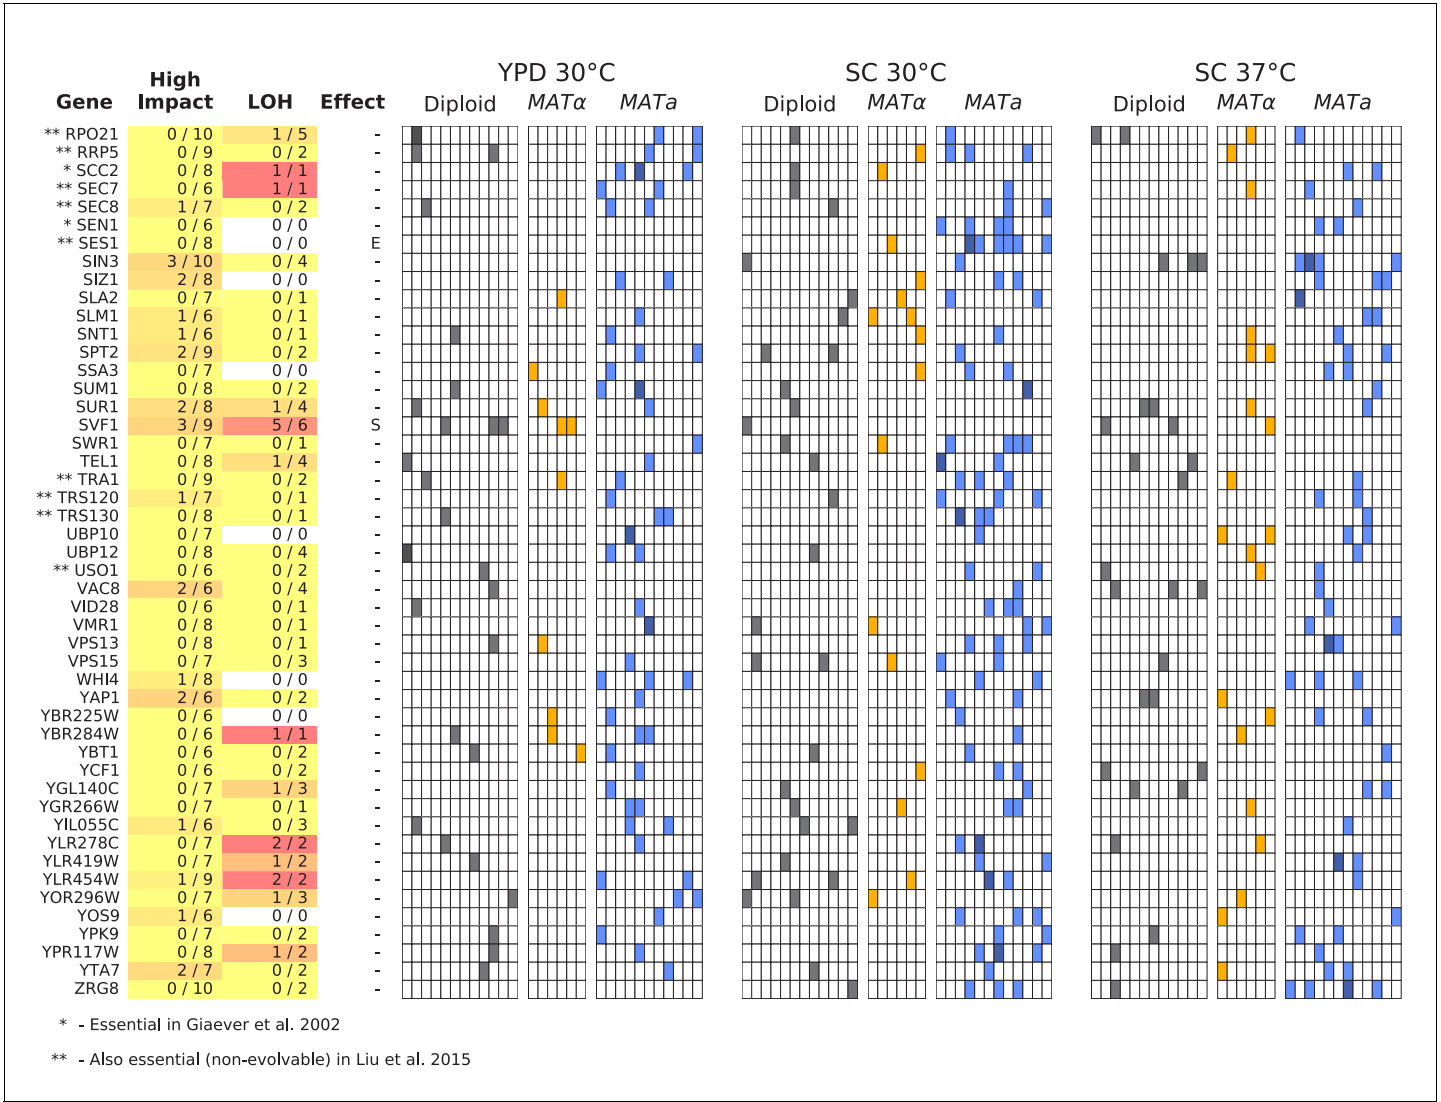 YPD 30°C SC 30°C SC 37°C
High
Gene Impact LOH Effect Diploid MATα MATa Diploid MATα MATa Diploid MATα MATa
** RPO21 0 / 10 1 / 5 -
** RRP5 0 / 9 0 / 2 -
* SCC2 0 / 8 1 / 1 -
** SEC7 0 / 6 1 / 1 -
** SEC8 1 / 7 0 / 2 -
* SEN1 0 / 6 0 / 0 -
** SES1 0 / 8 0 / 0 E
SIN3 3 / 10 0 / 4 -
SIZ1 2 / 8 0 / 0 -
SLA2 0 / 7 0 / 1 -
SLM1 1 / 6 0 / 1 -
SNT1 1 / 6 0 / 1 -
SPT2 2 / 9 0 / 2 -
SSA3 0 / 7 0 / 0 -
SUM1 0 / 8 0 / 2 -
SUR1 2 / 8 1 / 4 -
SVF1 3 / 9 5 / 6 S
SWR1 0 / 7 0 / 1 -
TEL1 0 / 8 1 / 4 -
** TRA1 0 / 9 0 / 2 -
** TRS120 1 / 7 0 / 1 -
** TRS130 0 / 8 0 / 1 -
UBP10 0 / 7 0 / 0 -
UBP12 0 / 8 0 / 4 -
** USO1 0 / 6 0 / 2 -
VAC8 2 / 6 0 / 4 -
VID28 0 / 6 0 / 1 -
VMR1 0 / 8 0 / 1 -
VPS13 0 / 8 0 / 1 -
VPS15 0 / 7 0 / 3 -
WHI4 1 / 8 0 / 0 -
YAP1 2 / 6 0 / 2 -
YBR225W 0 / 6 0 / 0 -
YBR284W 0 / 6 1 / 1 -
YBT1 0 / 6 0 / 2 -
YCF1 0 / 6 0 / 2 -
YGL140C 0 / 7 1 / 3 -
YGR266W 0 / 7 0 / 1 -
YIL055C 1 / 6 0 / 3 -
YLR278C 0 / 7 2 / 2 -
YLR419W 0 / 7 1 / 2 -
YLR454W 1 / 9 2 / 2 -
YOR296W 0 / 7 1 / 3 -
YOS9 1 / 6 0 / 0 -
YPK9 0 / 7 0 / 2 -
YPR117W 0 / 8 1 / 2 -
YTA7 2 / 7 0 / 2 -
ZRG8 0 / 10 0 / 2 -
* - Essential in Giaever et al. 2002
** - Also essential (non-evolvable) in Liu et al. 2015